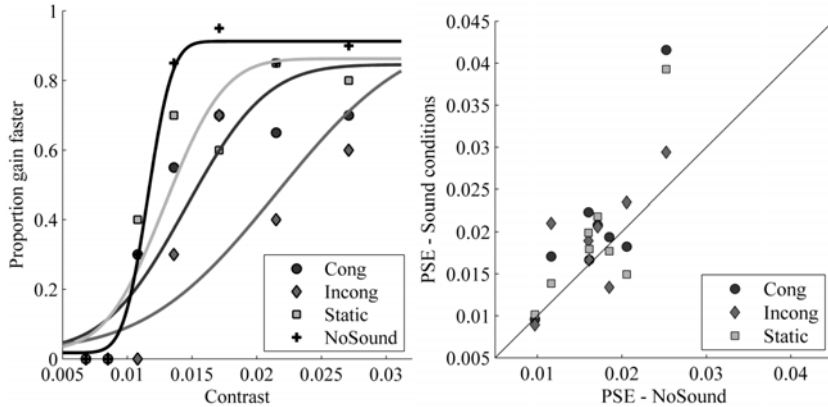 Proportion gain faster
1
0.8
0.6
0.4
0.2
0
0.005 0.01 0.015 0.02 0.025 0.03
Contrast
Cong
Incong
Static
NoSound
PSE - Sound conditions
0.045
0.04
0.035
0.03
0.025
0.02
0.015
0.01
0.005
0.01 0.02 0.03 0.04
PSE - NoSound
Cong
Incong
Static